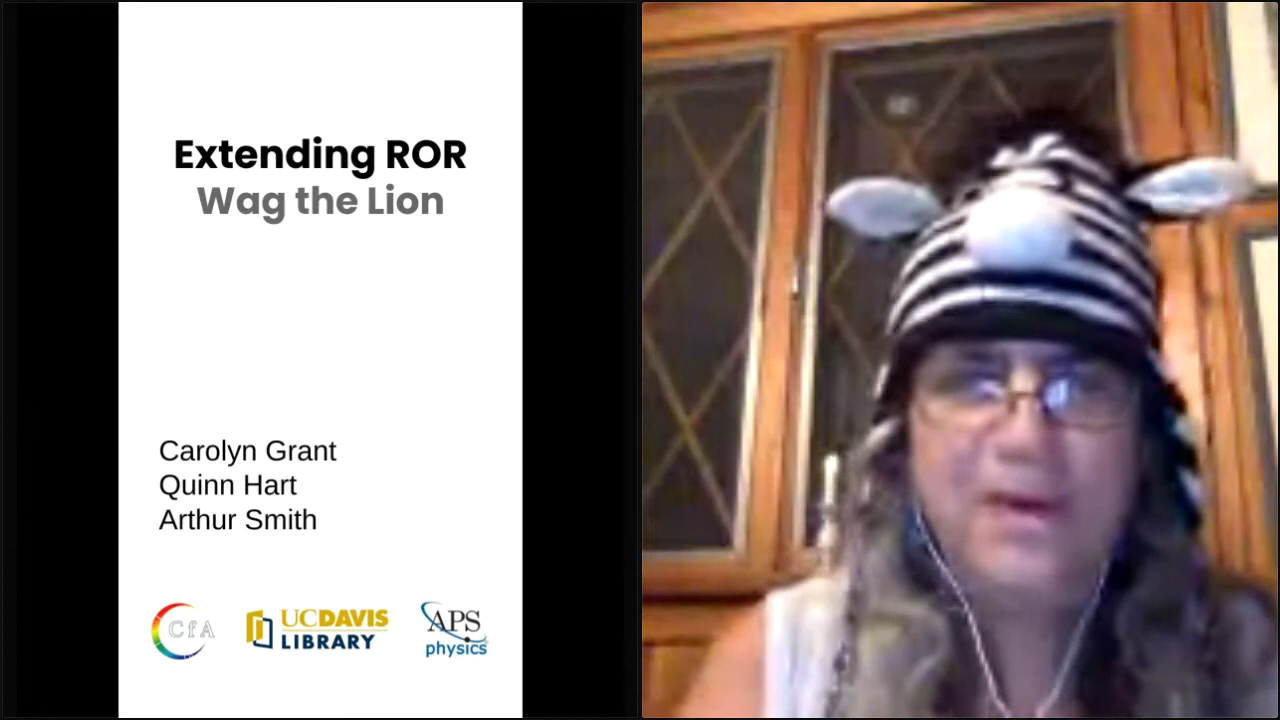 Extending ROR
Wag the Lion
Carolyn Grant
Quinn Hart
Arthur Smith
CfA
UCDAVIS
LIBRARY
APS
physics